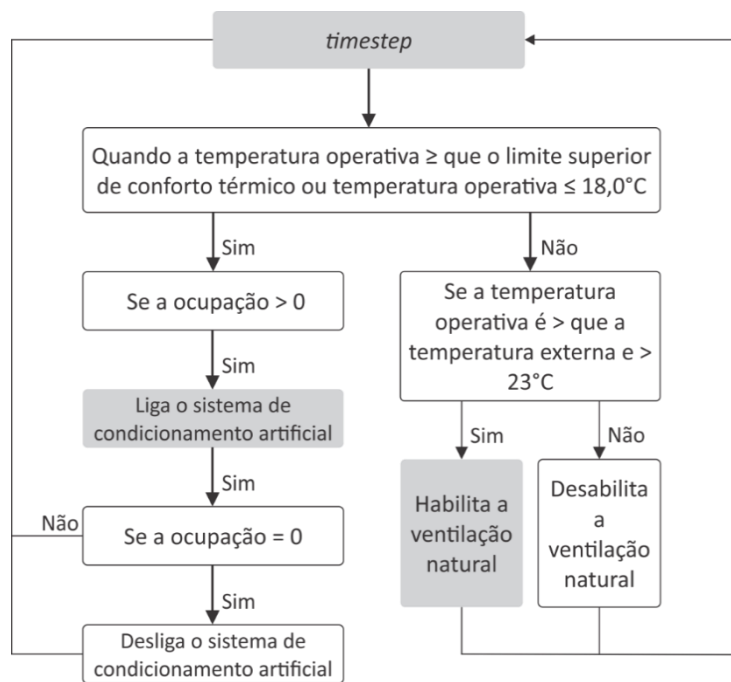 timestep
Quando a temperatura operativa ≥ que o limite superior
de conforto térmico ou temperatura operativa ≤ 18,0°C
Sim
Não
Se a ocupação > 0
Se a temperatura
operativa é > que a
temperatura externa e >
23°C
Sim
Liga o sistema de
condicionamento artificial
Sim
Não
Sim
Habilita a
ventilação
natural
Desabilita
a
ventilação
natural
Não
Se a ocupação = 0
Sim
Desliga o sistema de
condicionamento artificial